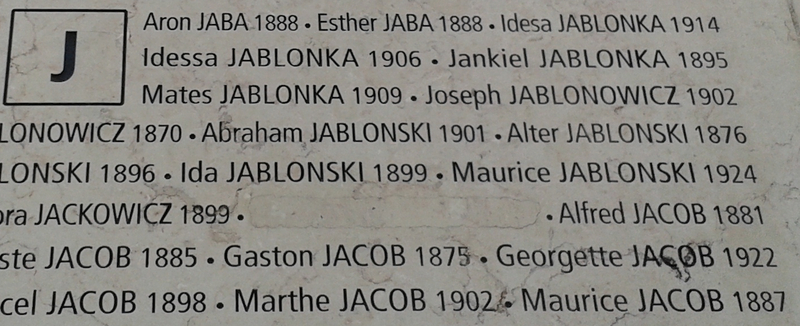 J
Aron JABA 1888 • Esther JABA 1888 • Idesa JABLONKA 1914
Idessa JABLONKA 1906 • Jankiel JABLONKA 1895
Mates JABLONKA 1909 • Joseph JABLONOWICZ 1902
LONOWICZ 1870 • Abraham JABLONSKI 1901 • Alter JABLONSKI 1876
LONSKI 1896 • Ida JABLONSKI 1899 • Maurice JABLONSKI 1924
ora JACKOWICZ 1899 • • Alfred JACOB 1881
ste JACOB 1885 • Gaston JACOB 1875 • Georgette JACOB 1922
cel JACOB 1898 • Marthe JACOB 1902 • Maurice JACOB 1887